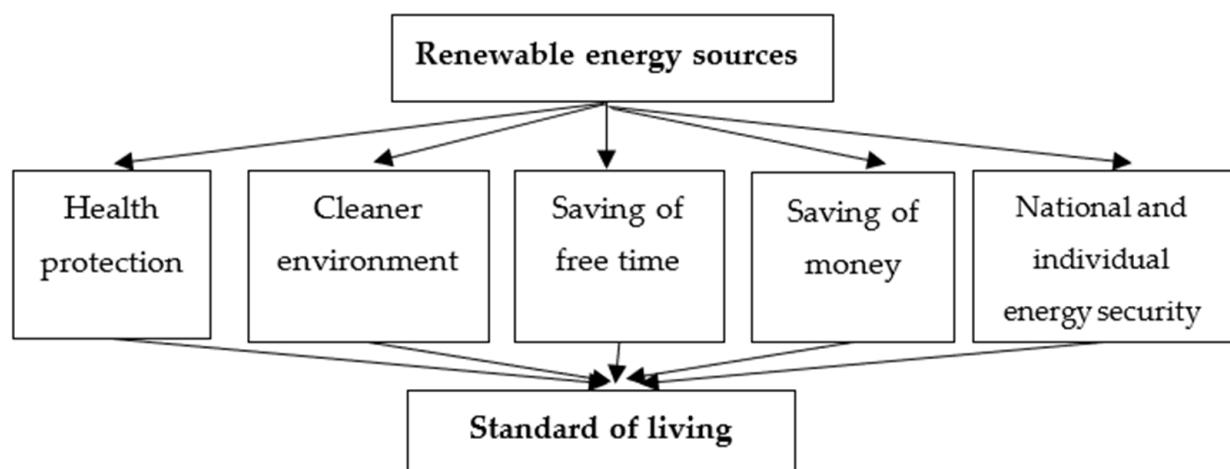 Renewable energy sources
Health
protection
Cleaner
environment
Saving of
free time
Saving of
money
National and
individual
energy security
Standard of living